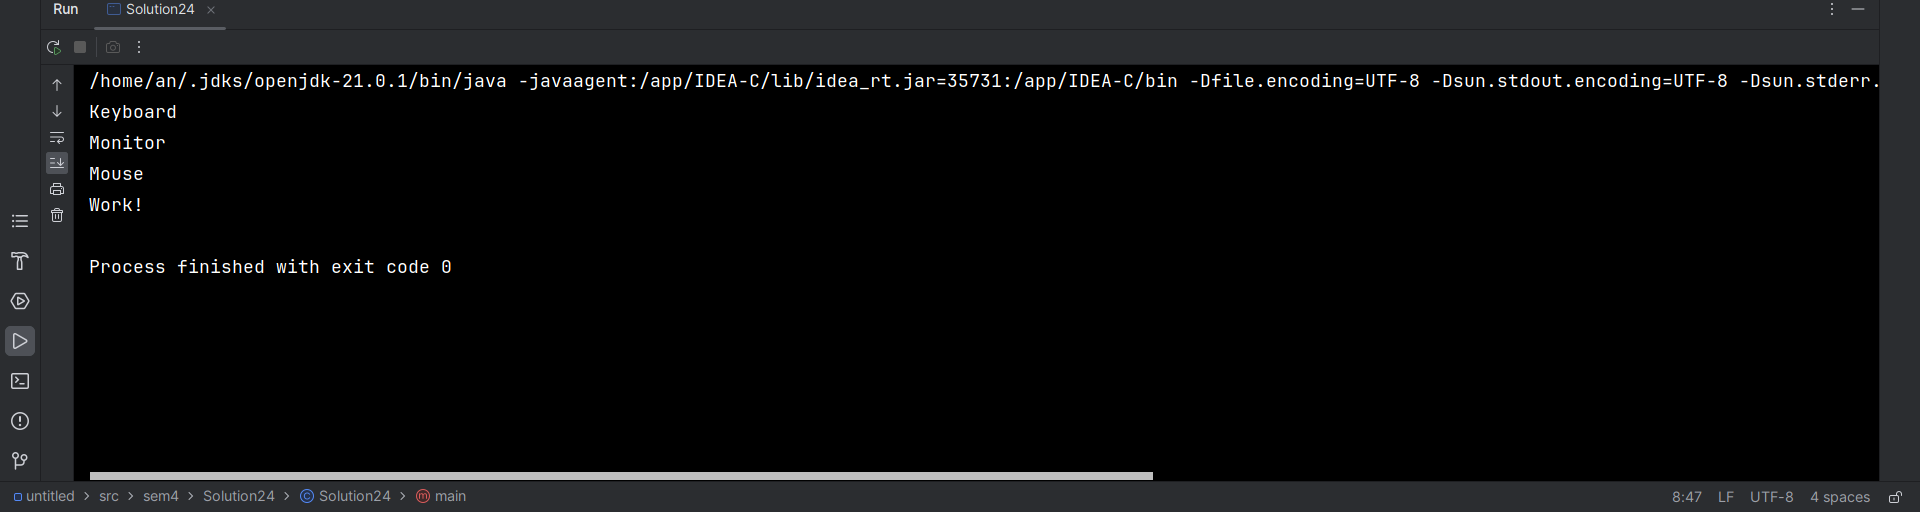 Run Solution24
/home/an/.jdks/openjdk-21.0.1/bin/java -javaagent:/app/IDEA-C/lib/idea_rt.jar=35731:/app/IDEA-C/bin -Dfile.encoding=UTF-8 -Dsun.stdout.encoding=UTF-8 -Dsun.stderr.
Keyboard
Monitor
Mouse
Work!
Process finished with exit code 0
untitled > src > sem4 > Solution24 > Solution24 > main 8:47 LF UTF-8 4 spaces